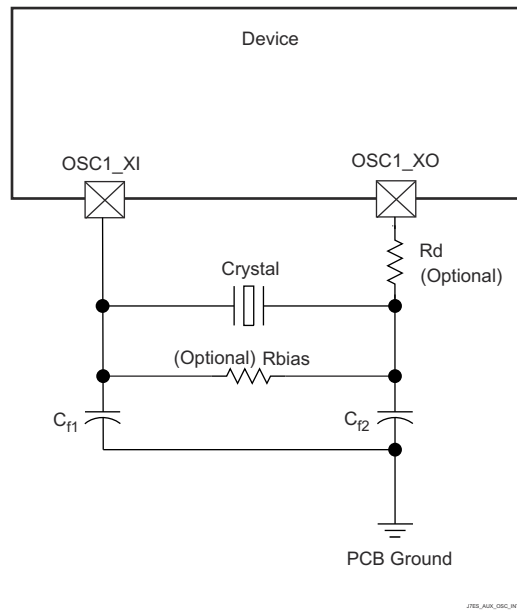 Device
OSC1_XI
OSC1_XO
Rd
(Optional)
Crystal
(Optional) Rbias
Cf1
Cf2
PCB Ground